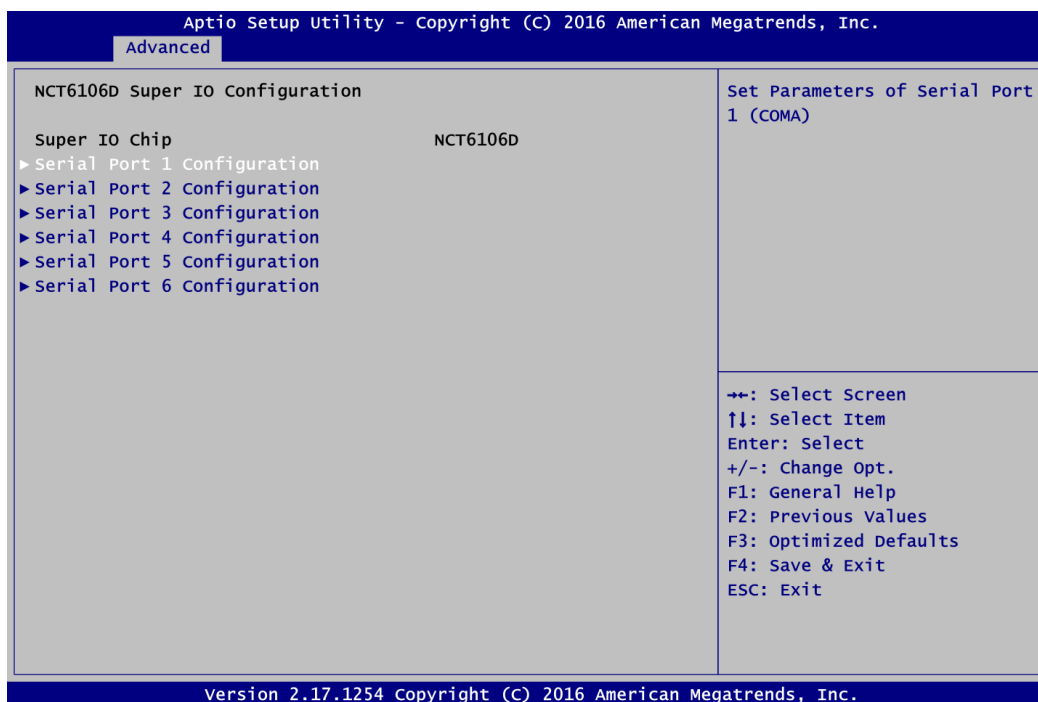 Aptio Setup Utility - Copyright (C) 2016 American Megatrends, Inc.
Advanced
NCT6106D Super IO Configuration
Super IO Chip NCT6106D
▶ Serial Port 1 Configuration
▶ Serial Port 2 Configuration
▶ Serial Port 3 Configuration
▶ Serial Port 4 Configuration
▶ Serial Port 5 Configuration
▶ Serial Port 6 Configuration
Set Parameters of Serial Port
1 (COMA)
→←: Select Screen
↑↓: Select Item
Enter: Select
+/-: Change Opt.
F1: General Help
F2: Previous Values
F3: Optimized Defaults
F4: Save & Exit
ESC: Exit
Version 2.17.1254 Copyright (C) 2016 American Megatrends, Inc.